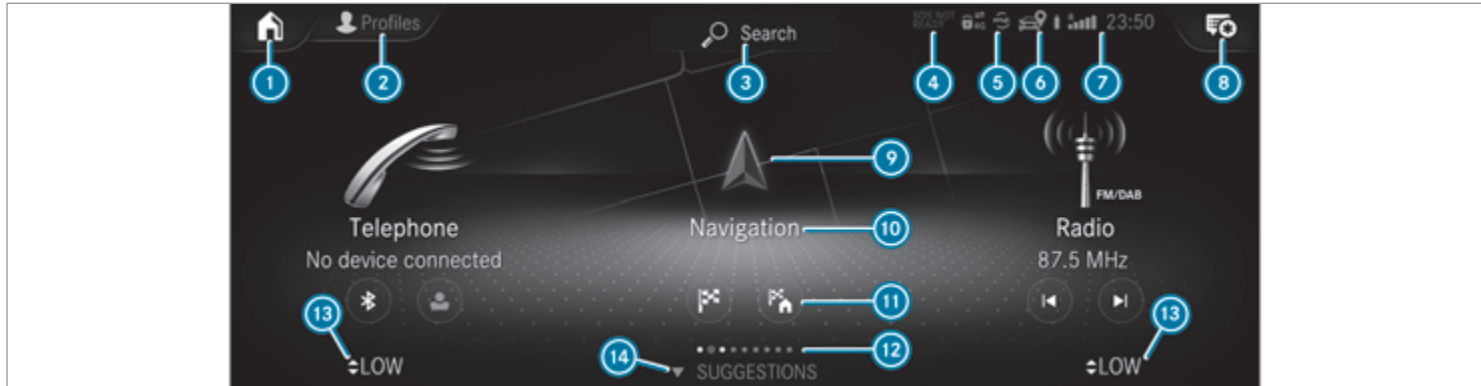 Profiles
Search
SOS NOT
READY
4G
23:50
1
2
3
4
5
6
7
8
9
FM/DAB
Telephone
Navigation
10
Radio
No device connected
87.5 MHz
11
13
13
12
14
LOW
SUGGESTIONS
LOW